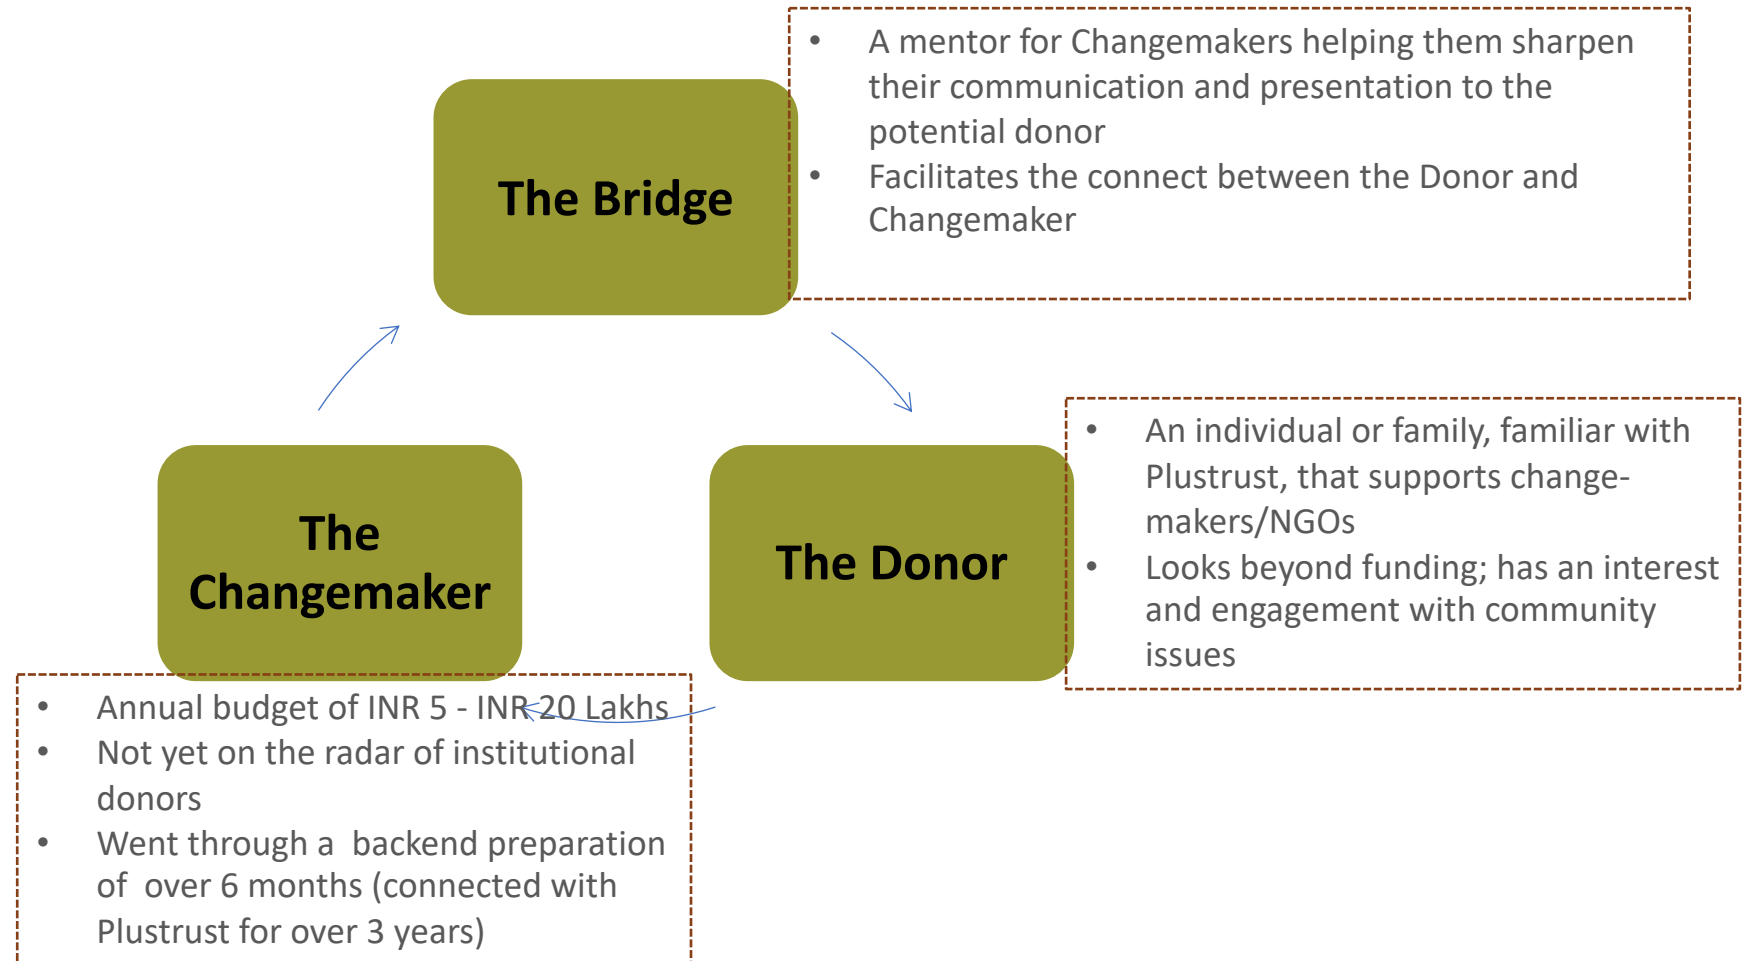 The Bridge
• A mentor for Changemakers helping them sharpen
their communication and presentation to the
potential donor
• Facilitates the connect between the Donor and
Changemaker
The
Changemaker
• Annual budget of INR 5 - INR 20 Lakhs
• Not yet on the radar of institutional
donors
• Went through a backend preparation
of over 6 months (connected with
Plustrust for over 3 years)
The Donor
• An individual or family, familiar with
Plustrust, that supports change-
makers/NGOs
• Looks beyond funding; has an interest
and engagement with community
issues